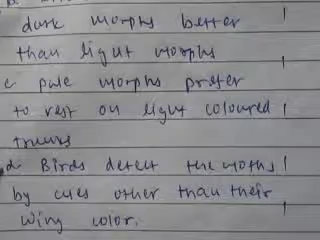 dark morphs better
than light morphs
c pale morphs prefer
to rest on light coloured
trunks
d Birds detect the moths
by cues other than their
wing color.